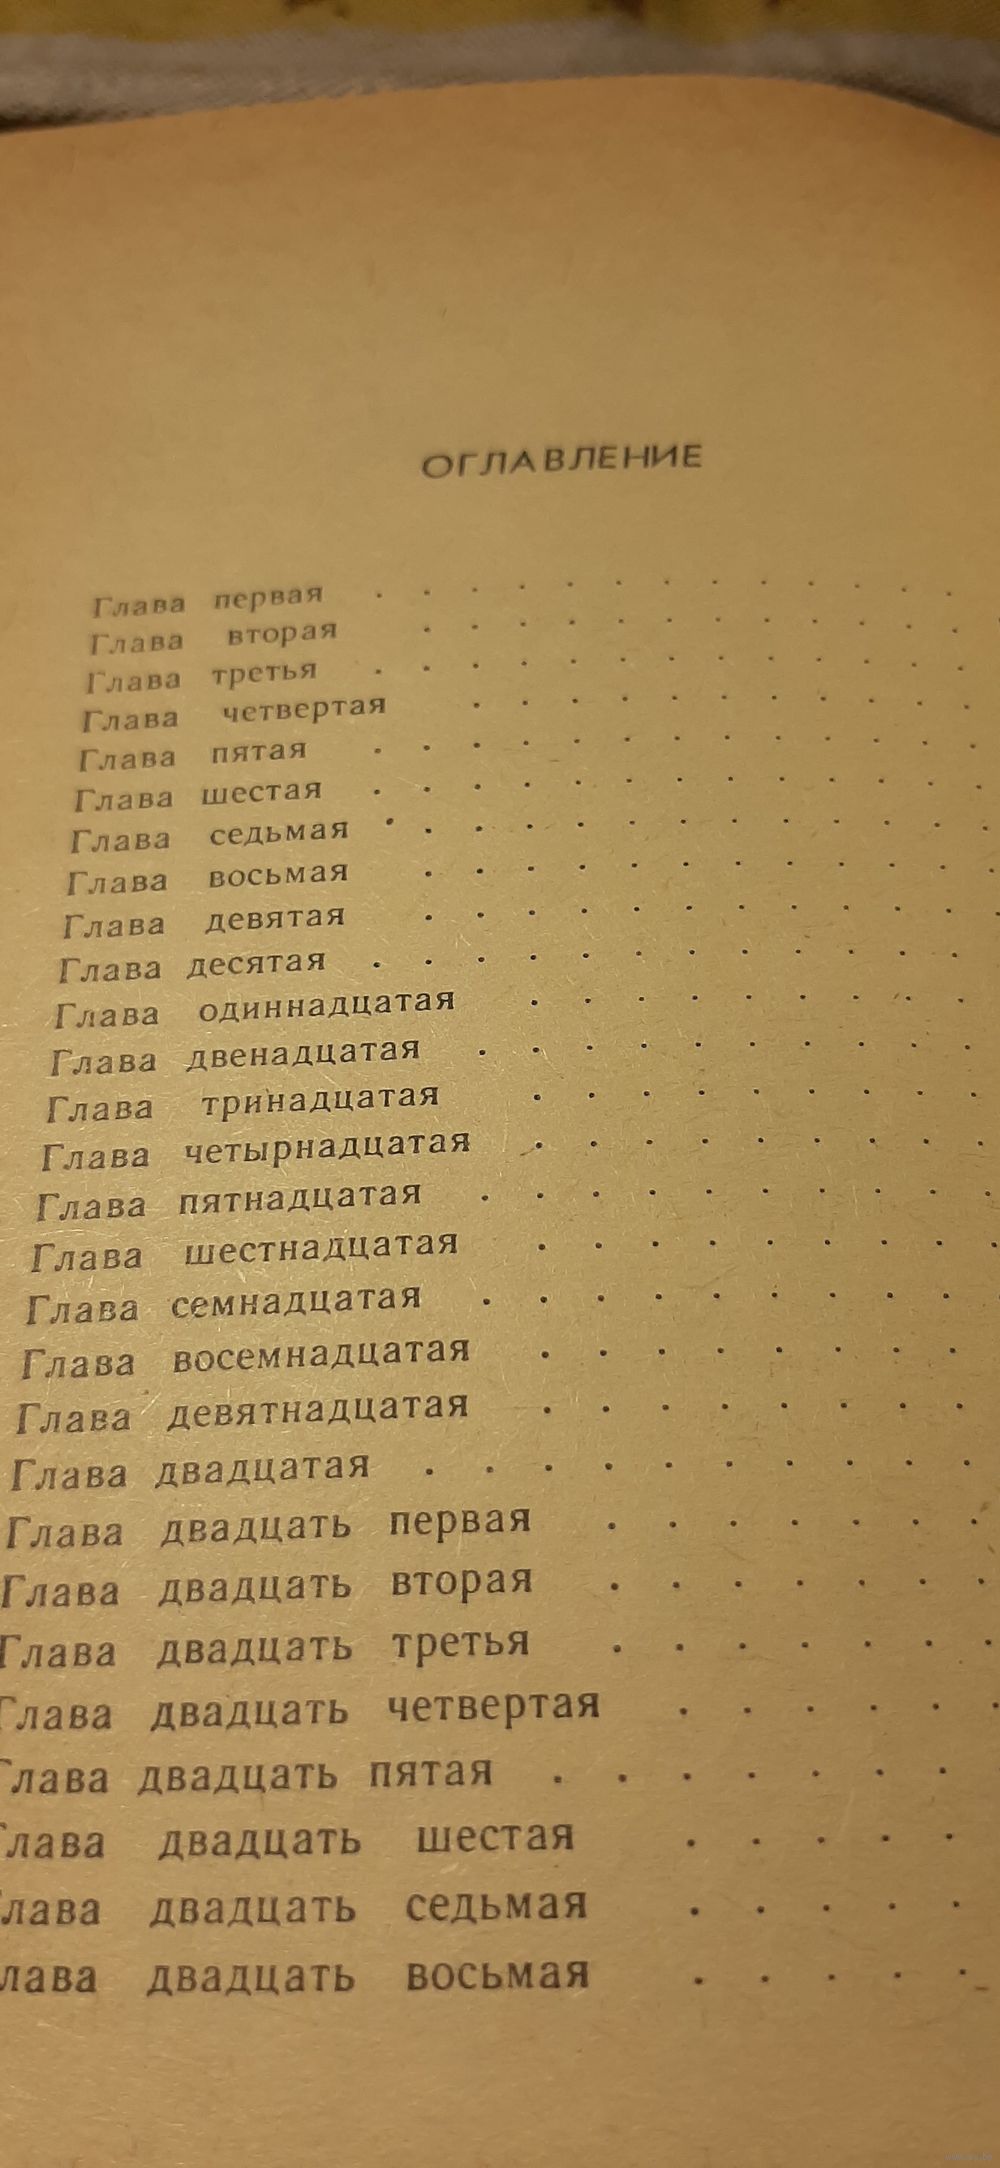 ОГЛАВЛЕНИЕ
Глава первая . . . . . . . . . . . .
Глава вторая . . . . . . . . . . .
Глава третья . . . . . . . . . . . .
Глава четвертая . . . . . . . . . .
Глава пятая . . . . . . . . . . . .
Глава шестая . . . . . . . . . . . .
Глава седьмая . . . . . . . . . . . .
Глава восьмая . . . . . . . . . . .
Глава девятая . . . . . . . . . . .
Глава десятая . . . . . . . . . . .
Глава одиннадцатая . . . . . . . .
Глава двенадцатая . . . . . . . . .
Глава тринадцатая . . . . . . . .
Глава четырнадцатая . . . . . . . .
Глава пятнадцатая . . . . . . . . .
Глава шестнадцатая . . . . . . . .
Глава семнадцатая . . . . . . . . .
Глава восемнадцатая . . . . . . .
Глава девятнадцатая . . . . . . . .
Глава двадцатая . . . . . . . . . .
Глава двадцать первая . . . . . . .
Глава двадцать вторая . . . . . . .
Глава двадцать третья . . . . . . .
Глава двадцать четвертая . . . . . .
Глава двадцать пятая . . . . . . .
Глава двадцать шестая . . . . .
лава двадцать седьмая . . . . .
лава двадцать восьмая . . . . .